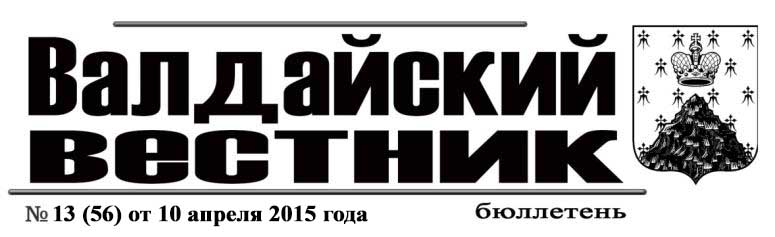 Валдайский
вестник
№ 13 (56) от 10 апреля 2015 года
бюллетень